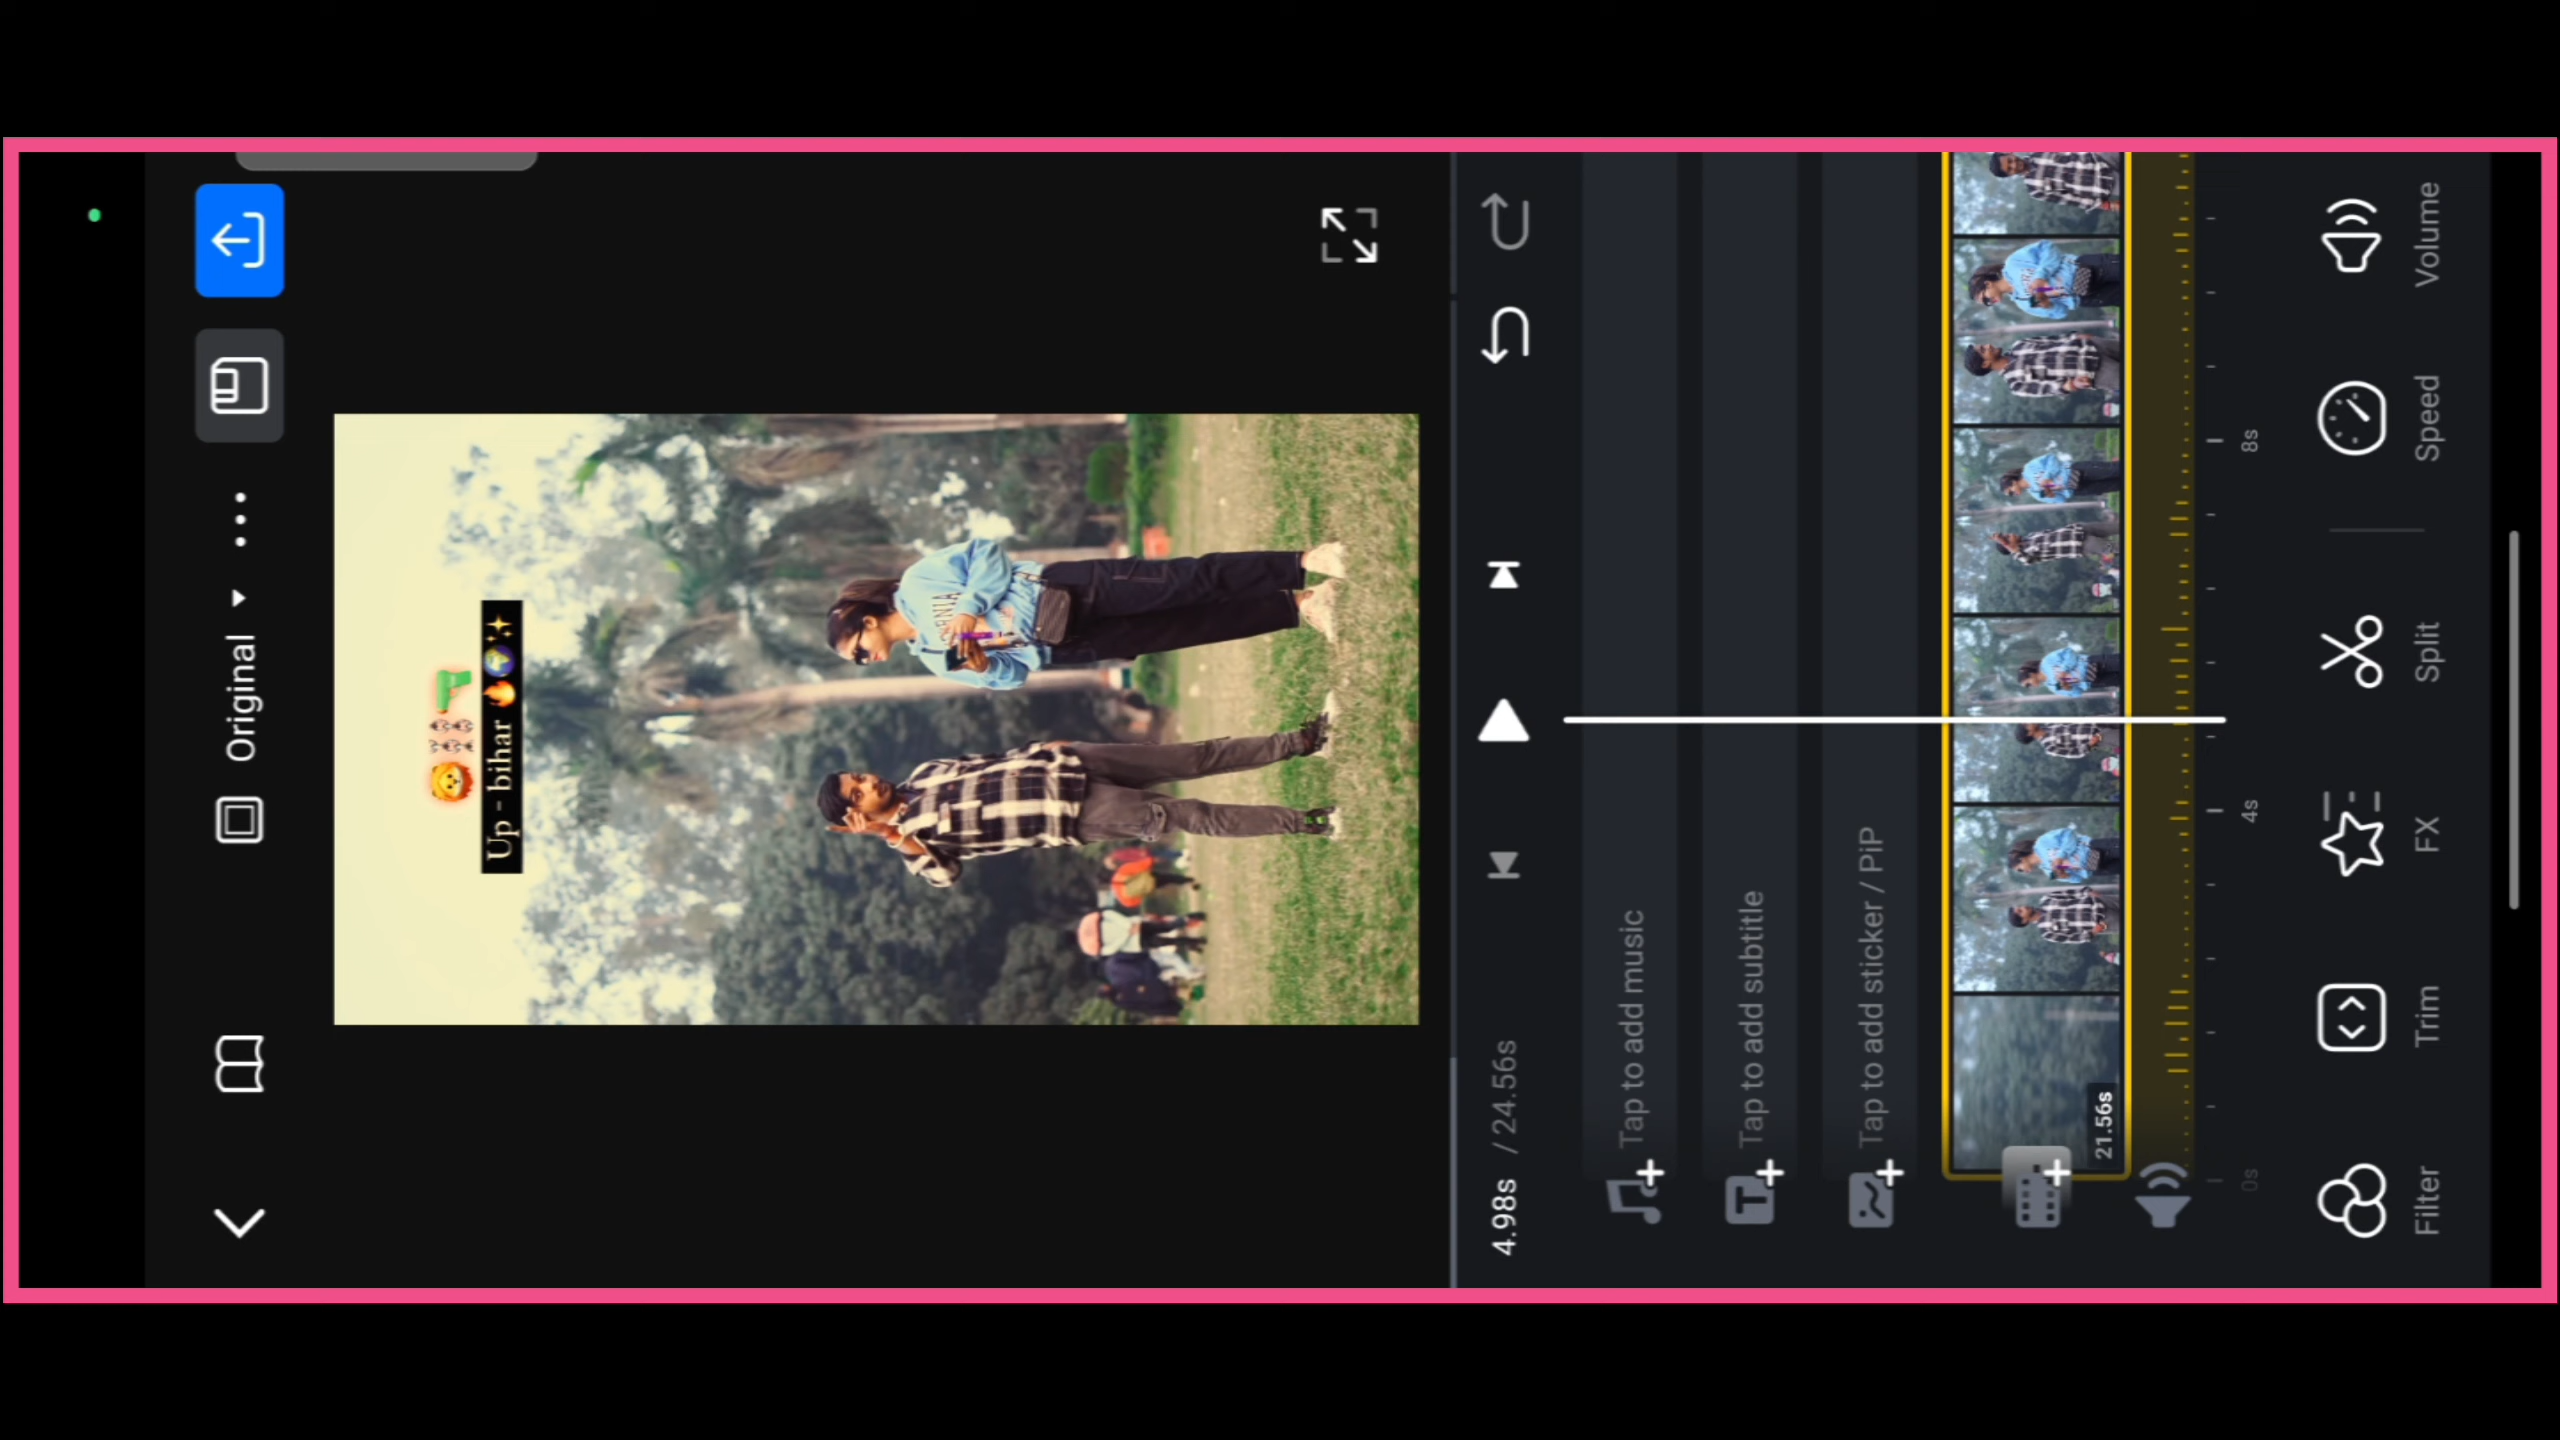 Original
Up - bihar 🔥🌍✨
4.98s / 24.56s
Tap to add music
Tap to add subtitle
Tap to add sticker / PiP
21.56s
0s 4s 8s
Filter Trim FX Split Speed Volume